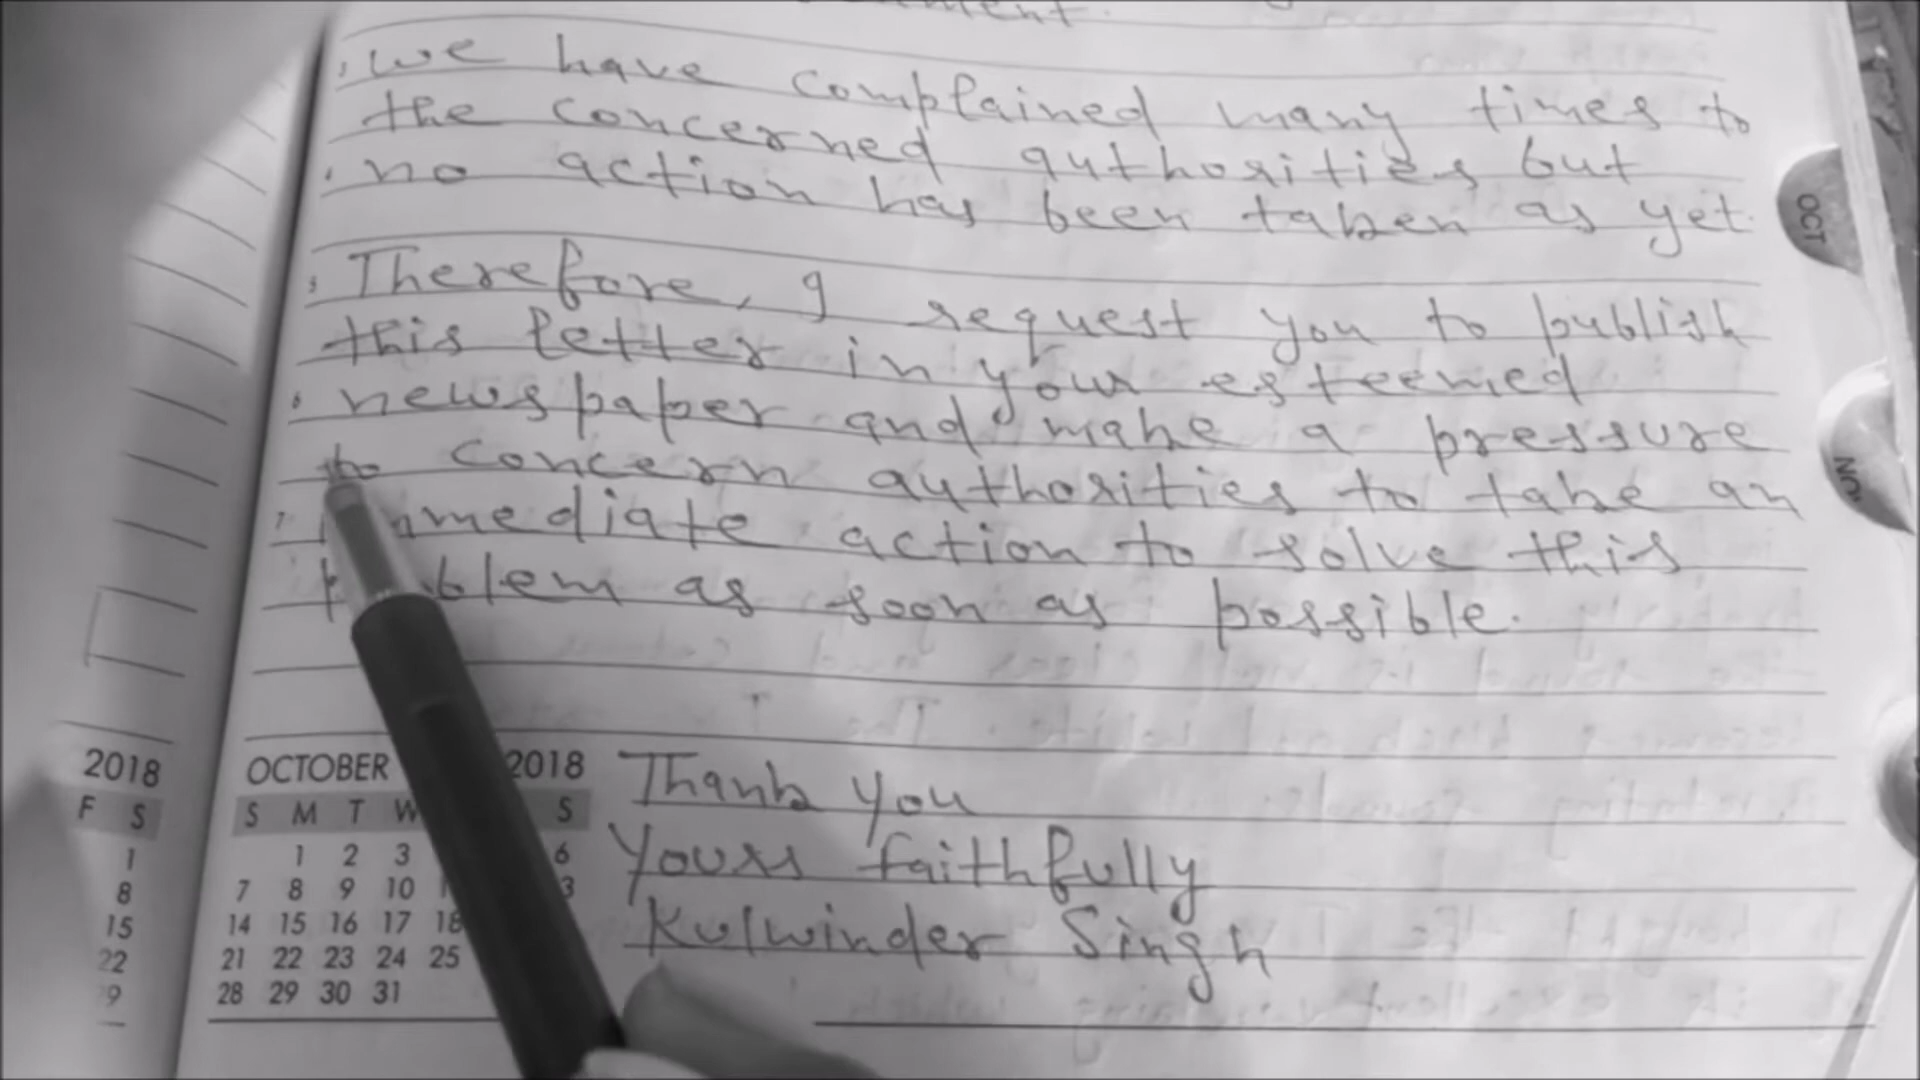 we have complained many times to
the concerned authorities but
no action has been taken as yet.
Therefore, I request you to publish
this letter in your esteemed
newspaper and make a pressure
to concern authorities to take an
immediate action to solve this
problem as soon as possible.
Thank you
Yours faithfully
Kulwinder Singh
OCT
NOV
2018
F S
1
8
15
22
OCTOBER 2018
S M T W S
1 2 3 6
7 8 9 10
14 15 16 17 18
21 22 23 24 25
28 29 30 31